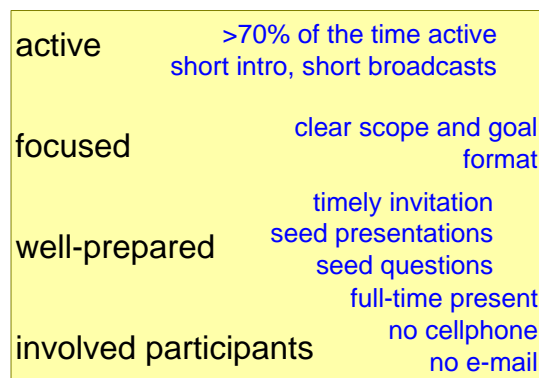 active
>70% of the time active
short intro, short broadcasts
focused
clear scope and goal
format
well-prepared
timely invitation
seed presentations
seed questions
involved participants
full-time present
no cellphone
no e-mail